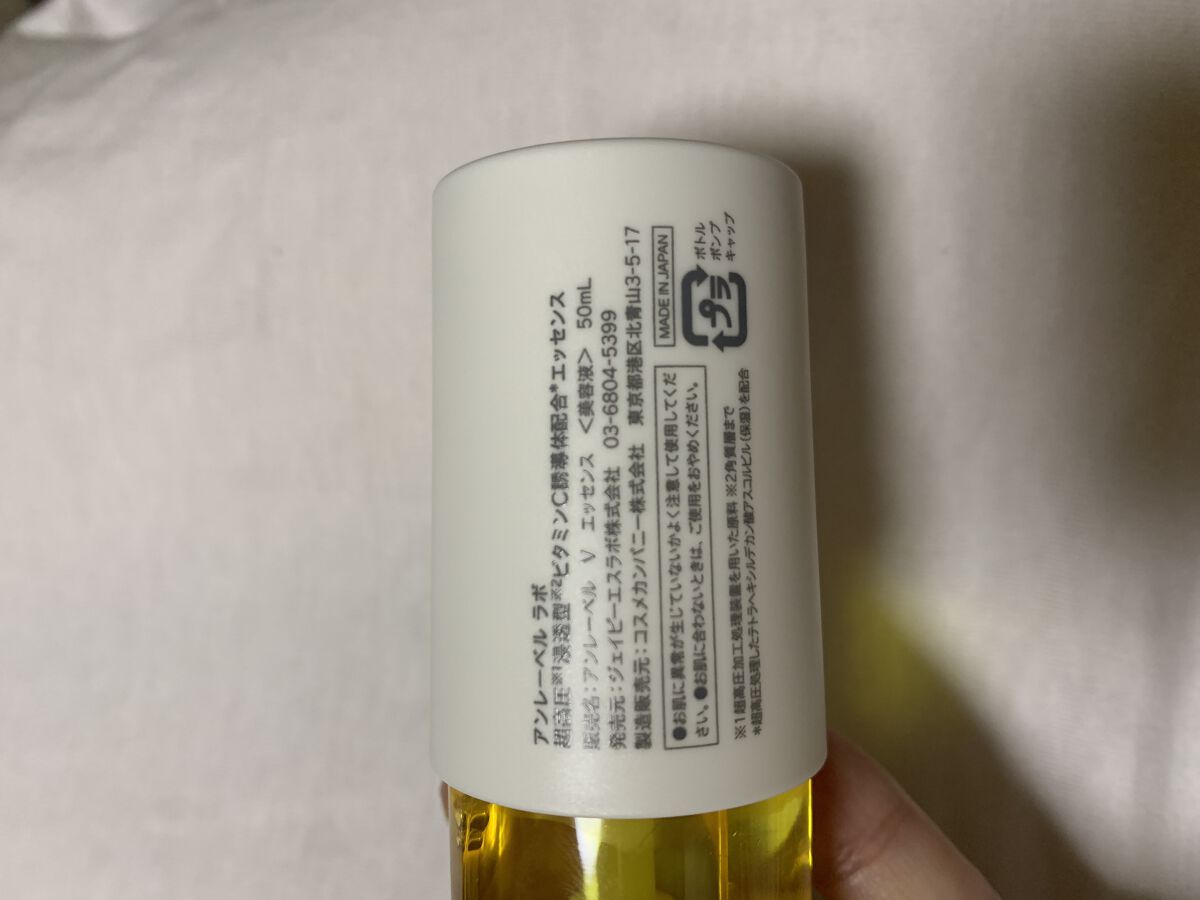 アンレーベル ラボ
超高圧※1浸透型※2ビタミンC誘導体配合*エッセンス
販売名：アンレーベル V エッセンス ＜美容液＞ 50mL
発売元：ジェイピーエスラボ株式会社 03-6804-5399
製造販売元：コスメカンパニー株式会社 東京都港区北青山3-5-17
●お肌に異常が生じていないかよく注意して使用してくだ
さい。●お肌に合わないときは、ご使用をおやめください。
MADE IN JAPAN
プラ
ボトル
ポンプ
キャップ
※1超高圧加工処理装置を用いた原料 ※2角質層まで
*超高圧処理したテトラヘキシルデカン酸アスコルビル(保湿)を配合